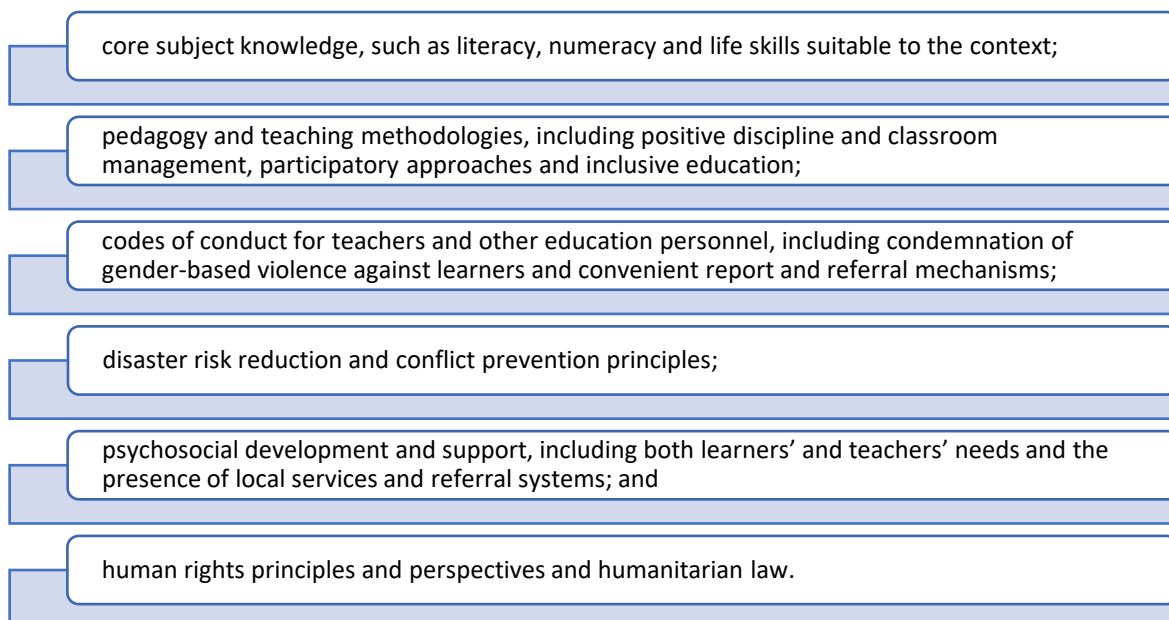 core subject knowledge, such as literacy, numeracy and life skills suitable to the context;
pedagogy and teaching methodologies, including positive discipline and classroom
management, participatory approaches and inclusive education;
codes of conduct for teachers and other education personnel, including condemnation of
gender-based violence against learners and convenient report and referral mechanisms;
disaster risk reduction and conflict prevention principles;
psychosocial development and support, including both learners’ and teachers’ needs and the
presence of local services and referral systems; and
human rights principles and perspectives and humanitarian law.